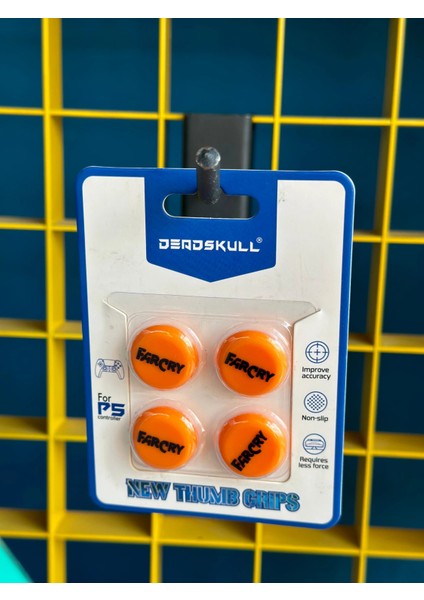 DEADSKULL®
FARCRY
FARCRY
FARCRY
FARCRY
For
P5
controller
Improve
accuracy
Non-slip
Requires
less force
NEW THUMB GRIPS